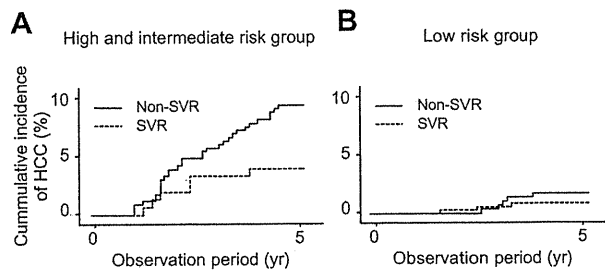 A
High and intermediate risk group
Cummulative incidence
of HCC (%)
10
5
0
Non-SVR
SVR
0
5
Observation period (yr)
B
Low risk group
10
5
0
Non-SVR
SVR
0
5
Observation period (yr)